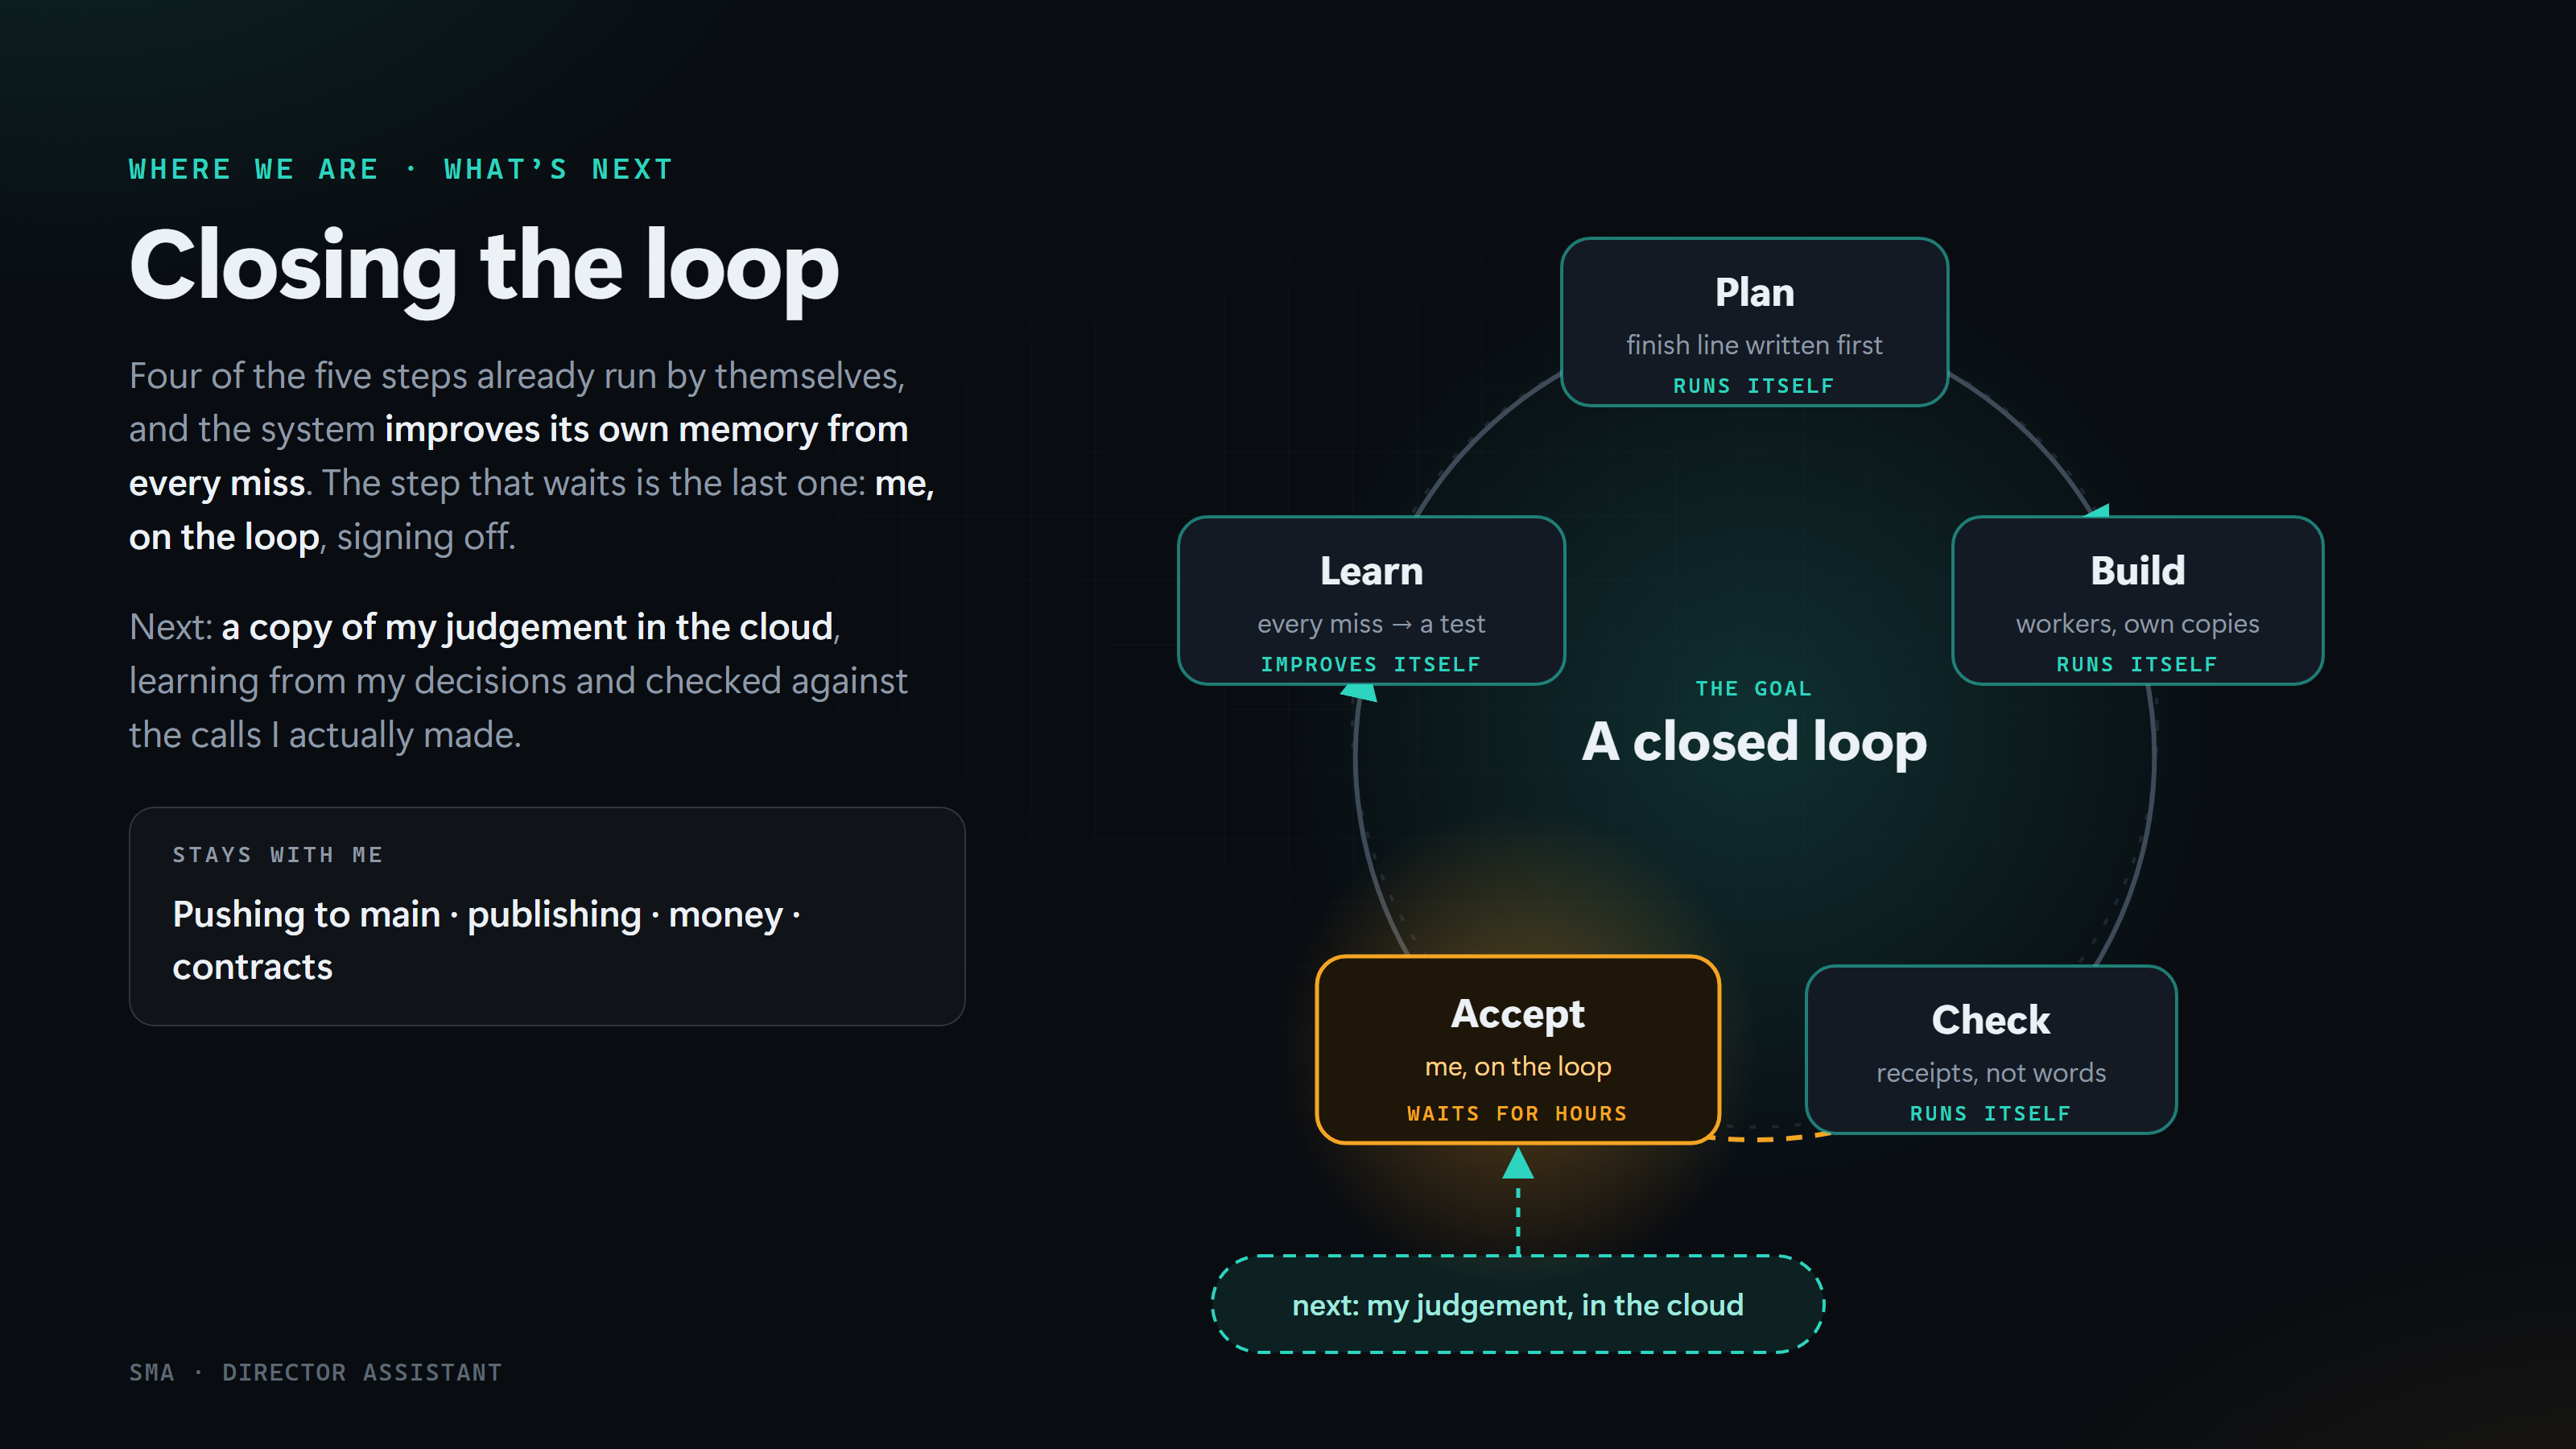 WHERE WE ARE · WHAT’S NEXT
Closing the loop
Four of the five steps already run by themselves,
and the system improves its own memory from
every miss. The step that waits is the last one: me,
on the loop, signing off.
Next: a copy of my judgement in the cloud,
learning from my decisions and checked against
the calls I actually made.
STAYS WITH ME
Pushing to main · publishing · money ·
contracts
SMA · DIRECTOR ASSISTANT
Plan
finish line written first
RUNS ITSELF
Learn
every miss → a test
IMPROVES ITSELF
Build
workers, own copies
RUNS ITSELF
THE GOAL
A closed loop
Accept
me, on the loop
WAITS FOR HOURS
Check
receipts, not words
RUNS ITSELF
next: my judgement, in the cloud